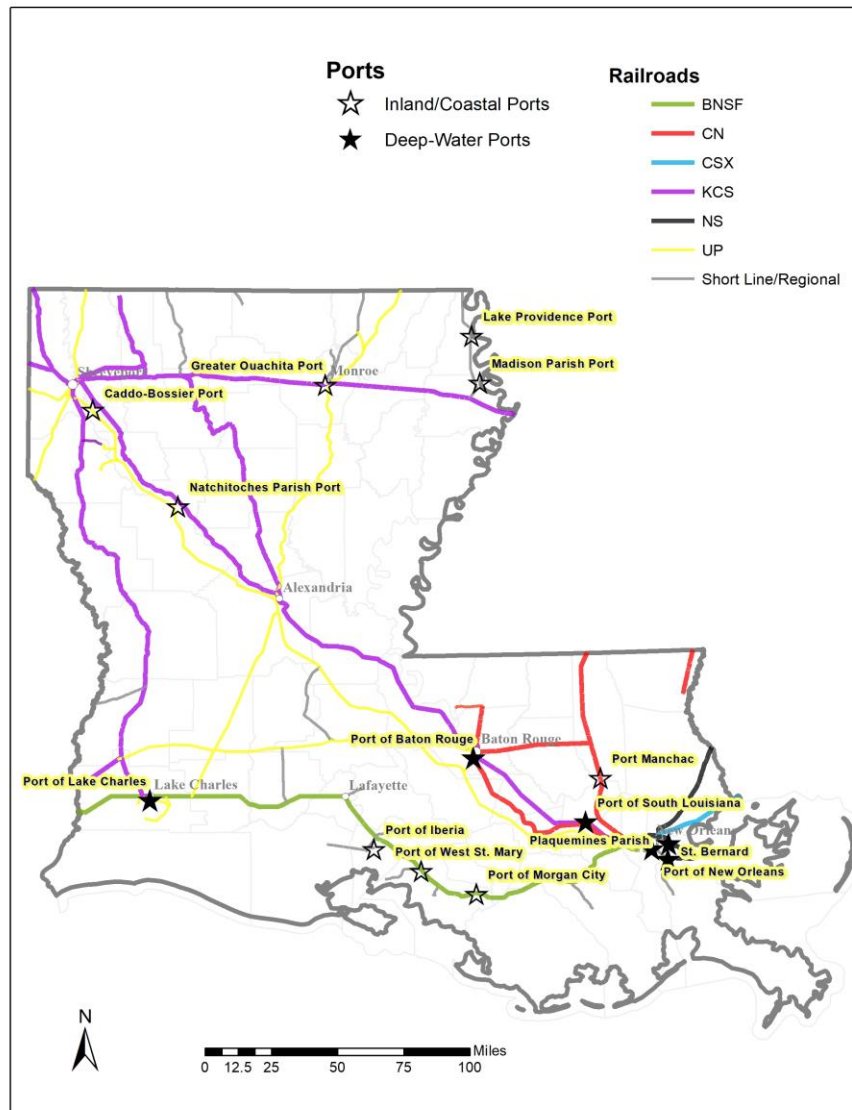 Ports
Inland/Coastal Ports
Deep-Water Ports
Railroads
BNSF
CN
CSX
KCS
NS
UP
Short Line/Regional
Lake Providence Port
Greater Ouachita Port
Monroe
Madison Parish Port
Shreveport
Caddo-Bossier Port
Natchitoches Parish Port
Alexandria
Port of Baton Rouge
Baton Rouge
Port Manchac
Port of Lake Charles
Lake Charles
Lafayette
Port of South Louisiana
Port of Iberia
Plaquemines Parish
New Orleans
Port of West St. Mary
St. Bernard
Port of Morgan City
Port of New Orleans
N
Miles
0 12.5 25 50 75 100